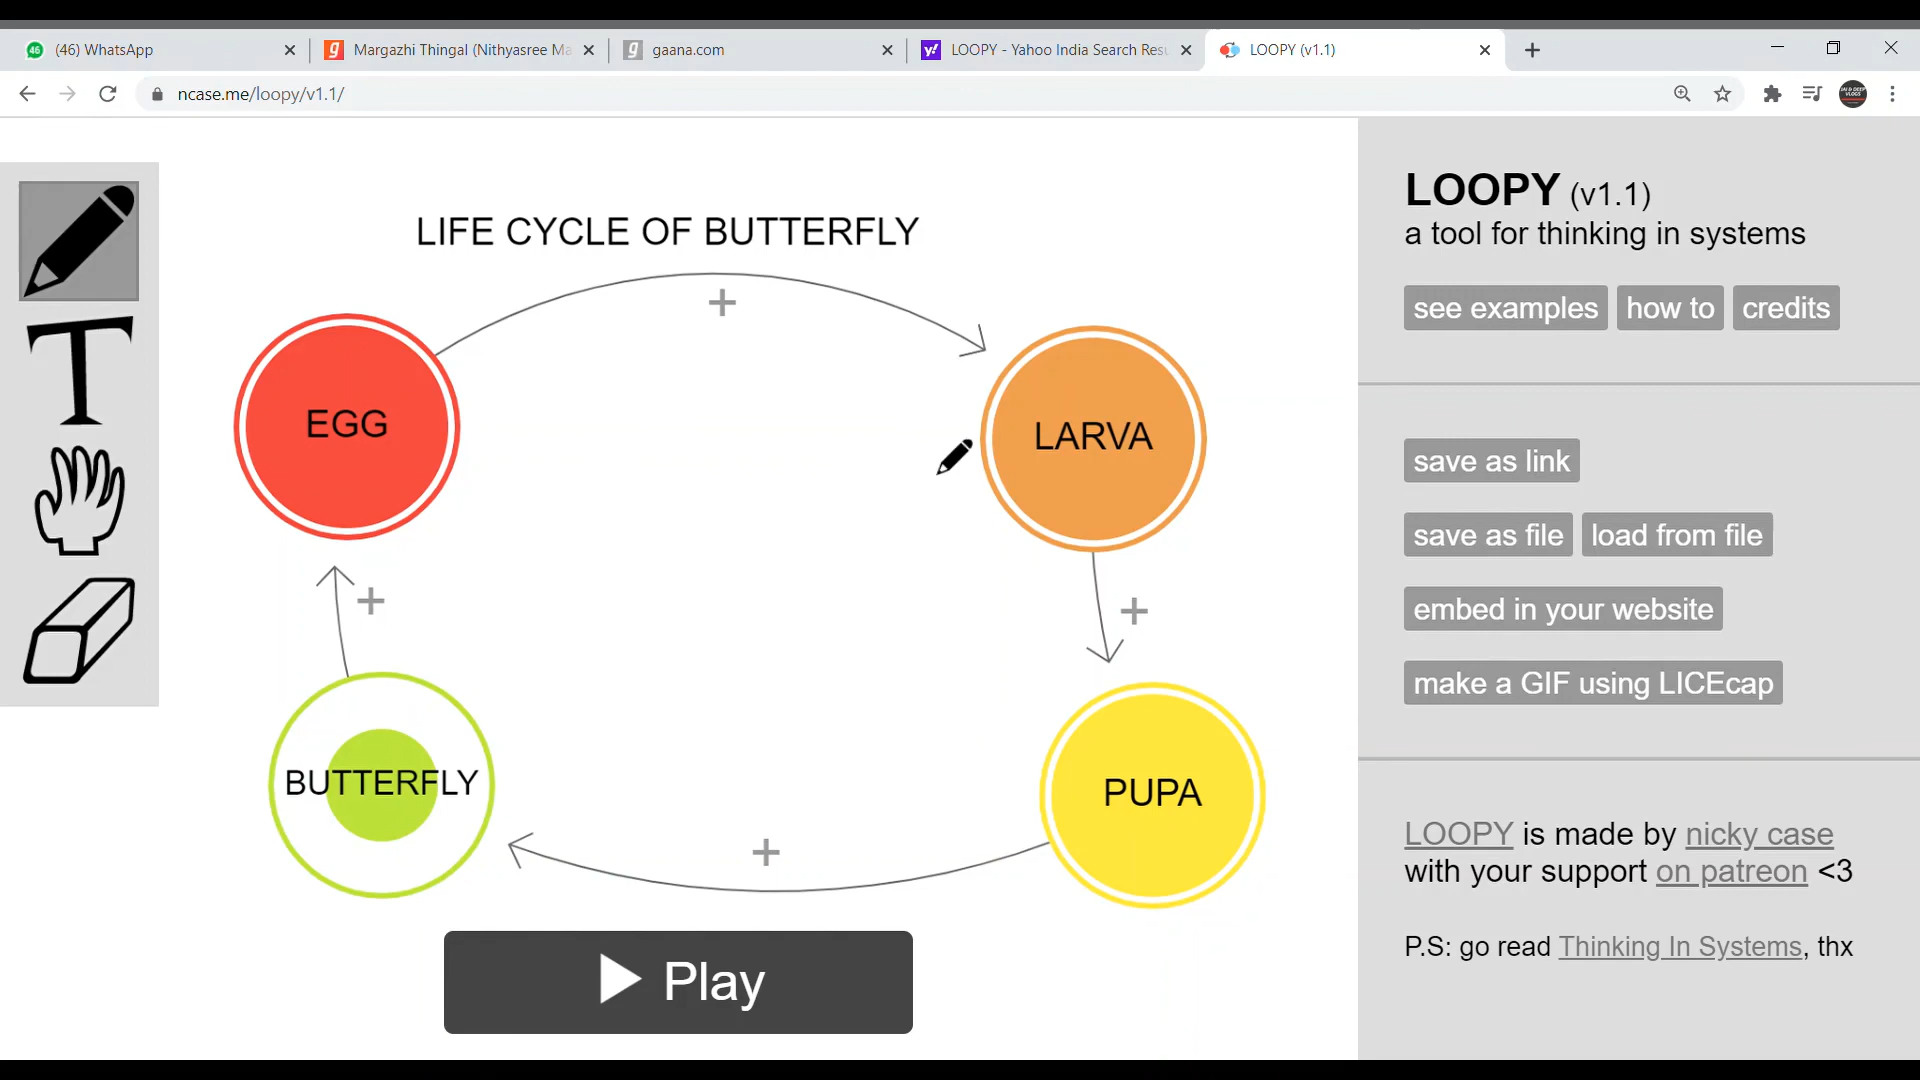 46 (46) WhatsApp
g Margazhi Thingal (Nithyasree Ma
g gaana.com
y! LOOPY - Yahoo India Search Resu
LOOPY (v1.1)
ncase.me/loopy/v1.1/
LIFE CYCLE OF BUTTERFLY
+
EGG
LARVA
+
+
BUTTERFLY
PUPA
+
Play
T
LOOPY (v1.1)
a tool for thinking in systems
see examples how to credits
save as link
save as file load from file
embed in your website
make a GIF using LICEcap
LOOPY is made by nicky case
with your support on patreon <3
P.S: go read Thinking In Systems, thx